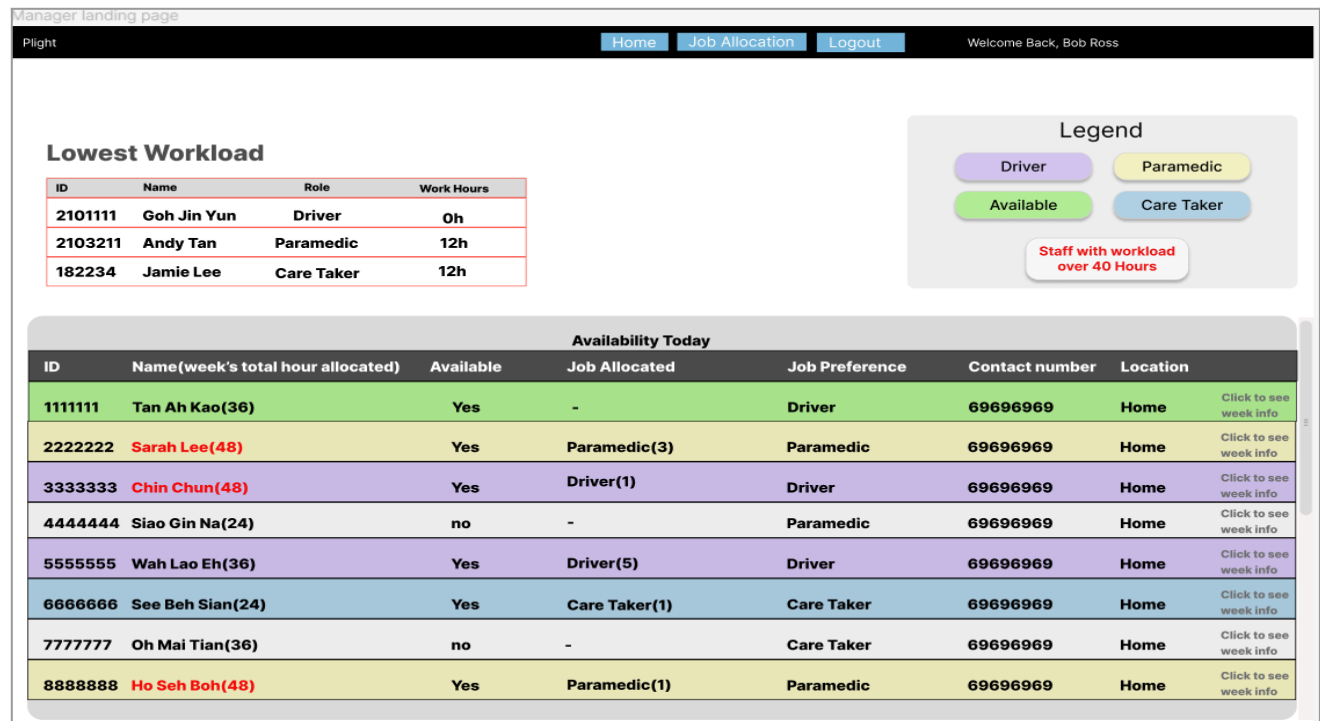 Manager landing page
Plight Home Job Allocation Logout Welcome Back, Bob Ross
Legend
Driver Paramedic
Available Care Taker
Staff with workload
over 40 Hours
Lowest Workload
ID Name Role Work Hours
2101111 Goh Jin Yun Driver 0h
2103211 Andy Tan Paramedic 12h
182234 Jamie Lee Care Taker 12h
Availability Today
ID Name(week's total hour allocated) Available Job Allocated Job Preference Contact number Location
1111111 Tan Ah Kao(36) Yes - Driver 69696969 Home Click to see
week info
2222222 Sarah Lee(48) Yes Paramedic(3) Paramedic 69696969 Home Click to see
week info
3333333 Chin Chun(48) Yes Driver(1) Driver 69696969 Home Click to see
week info
4444444 Siao Gin Na(24) no - Paramedic 69696969 Home Click to see
week info
5555555 Wah Lao Eh(36) Yes Driver(5) Driver 69696969 Home Click to see
week info
6666666 See Beh Sian(24) Yes Care Taker(1) Care Taker 69696969 Home Click to see
week info
7777777 Oh Mai Tian(36) no - Care Taker 69696969 Home Click to see
week info
8888888 Ho Seh Boh(48) Yes Paramedic(1) Paramedic 69696969 Home Click to see
week info